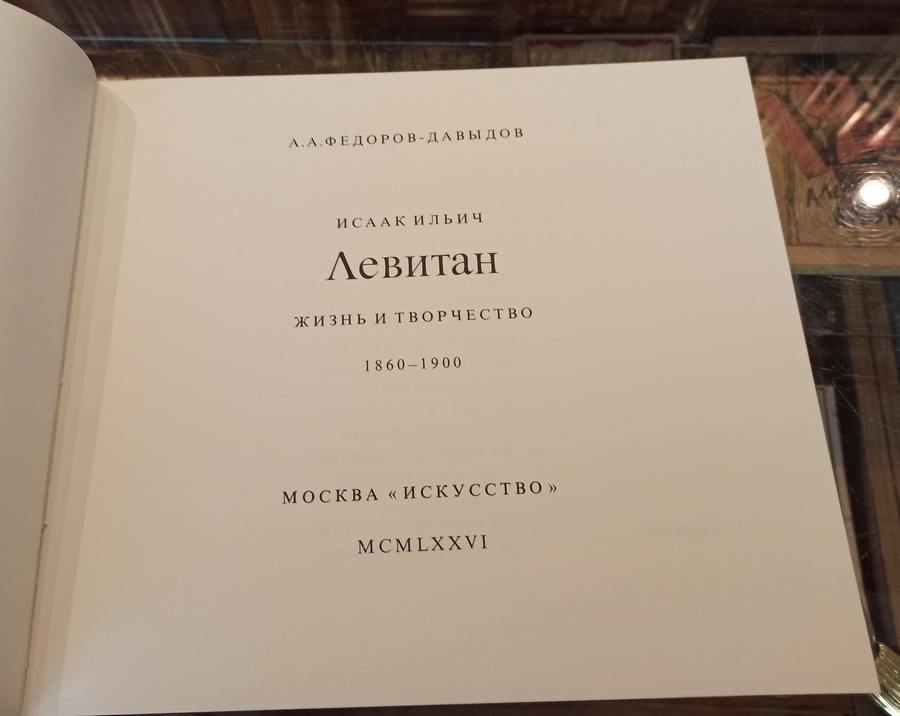 А.А.ФЕДОРОВ-ДАВЫДОВ
ИСААК ИЛЬИЧ
Левитан
ЖИЗНЬ И ТВОРЧЕСТВО
1860–1900
МОСКВА «ИСКУССТВО»
MCMLXXVI